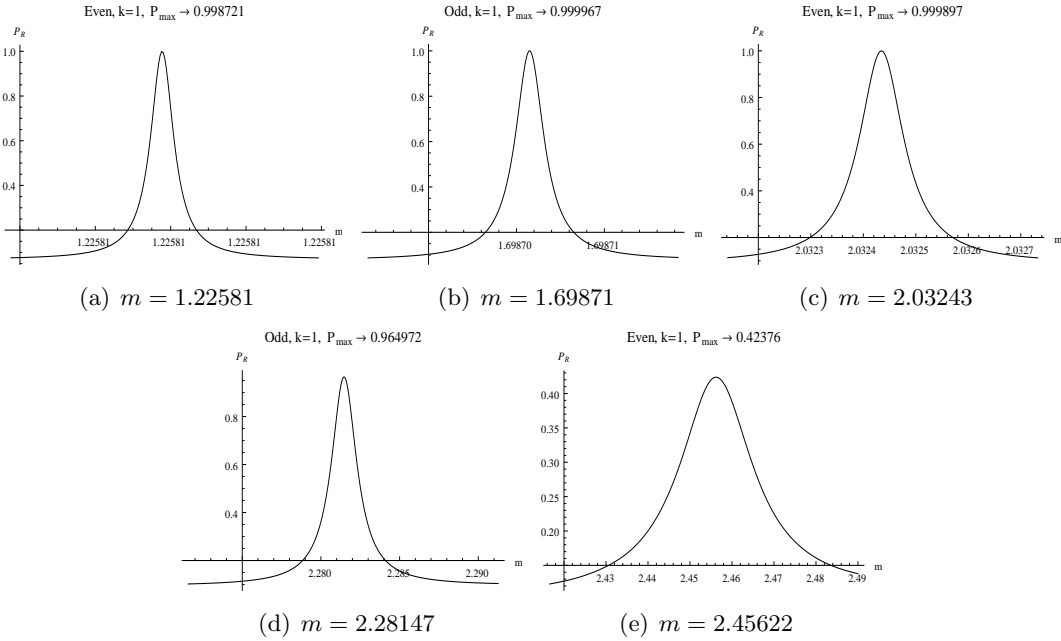 Even, k=1, P_max → 0.998721
P_R
1.0
0.8
0.6
0.4
1.22581 1.22581 1.22581 1.22581
m
(a) m = 1.22581
Odd, k=1, P_max → 0.999967
P_R
1.0
0.8
0.6
0.4
1.69870 1.69871
m
(b) m = 1.69871
Even, k=1, P_max → 0.999897
P_R
1.0
0.8
0.6
0.4
2.0323 2.0324 2.0325 2.0326 2.0327
m
(c) m = 2.03243
Odd, k=1, P_max → 0.964972
P_R
0.8
0.6
0.4
2.280 2.285 2.290
m
(d) m = 2.28147
Even, k=1, P_max → 0.42376
P_R
0.40
0.35
0.30
0.25
0.20
2.43 2.44 2.45 2.46 2.47 2.48 2.49
m
(e) m = 2.45622